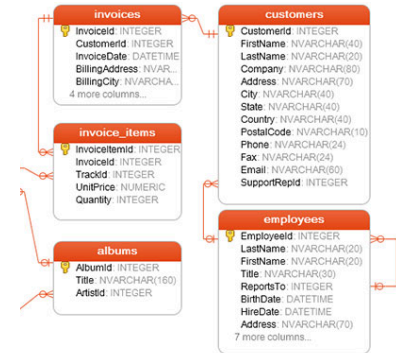 invoices
InvoiceId: INTEGER
CustomerId: INTEGER
InvoiceDate: DATETIME
BillingAddress: NVAR...
BillingCity: NVARCHA...
4 more columns...
customers
CustomerId: INTEGER
FirstName: NVARCHAR(40)
LastName: NVARCHAR(20)
Company: NVARCHAR(80)
Address: NVARCHAR(70)
City: NVARCHAR(40)
State: NVARCHAR(40)
Country: NVARCHAR(40)
PostalCode: NVARCHAR(10)
Phone: NVARCHAR(24)
Fax: NVARCHAR(24)
Email: NVARCHAR(60)
SupportRepId: INTEGER
invoice_items
InvoiceItemId: INTEGER
InvoiceId: INTEGER
TrackId: INTEGER
UnitPrice: NUMERIC
Quantity: INTEGER
albums
AlbumId: INTEGER
Title: NVARCHAR(160)
ArtistId: INTEGER
employees
EmployeeId: INTEGER
LastName: NVARCHAR(20)
FirstName: NVARCHAR(20)
Title: NVARCHAR(30)
ReportsTo: INTEGER
BirthDate: DATETIME
HireDate: DATETIME
Address: NVARCHAR(70)
7 more columns...